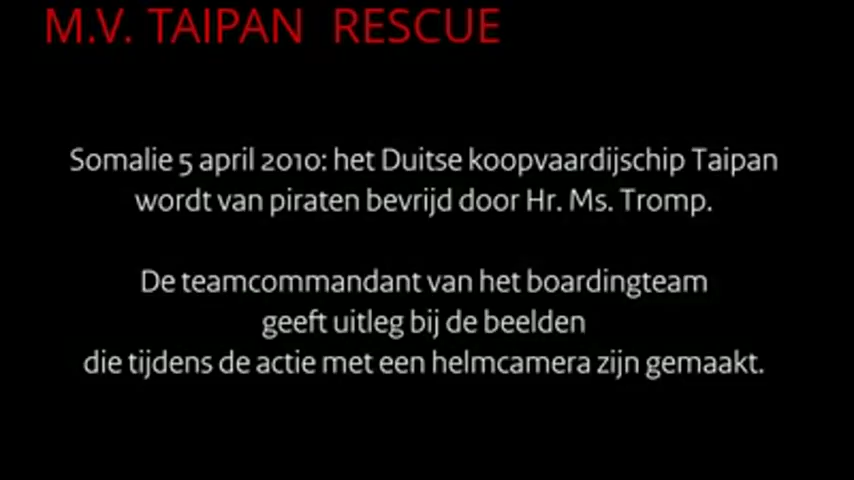 M.V. TAIPAN RESCUE
Somalie 5 april 2010: het Duitse koopvaardijschip Taipan
wordt van piraten bevrijd door Hr. Ms. Tromp.
De teamcommandant van het boardingteam
geeft uitleg bij de beelden
die tijdens de actie met een helmcamera zijn gemaakt.